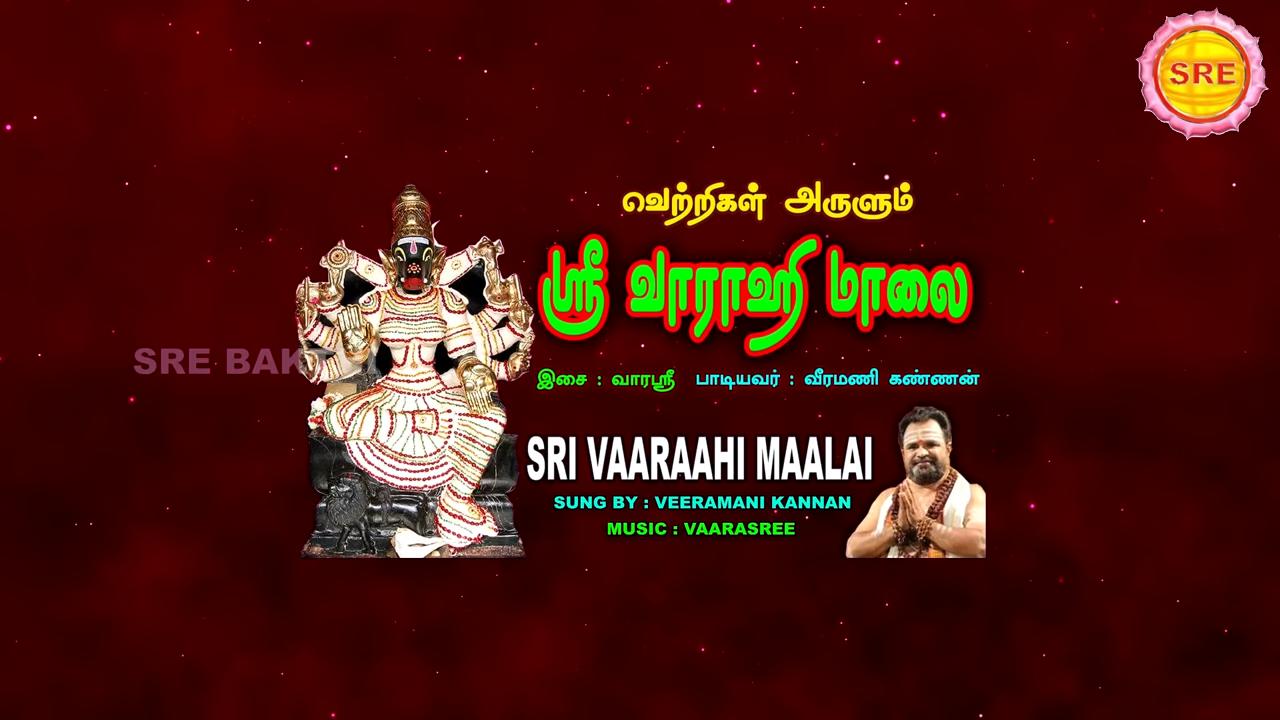 SRE
வெற்றிகள் அருளும்
ஸ்ரீ வாராஹி மாலை
SRE BAKTHI
இசை : வாரஸ்ரீ பாடியவர் : வீரமணி கண்ணன்
SRI VAARAAHI MAALAI
SUNG BY : VEERAMANI KANNAN
MUSIC : VAARASREE